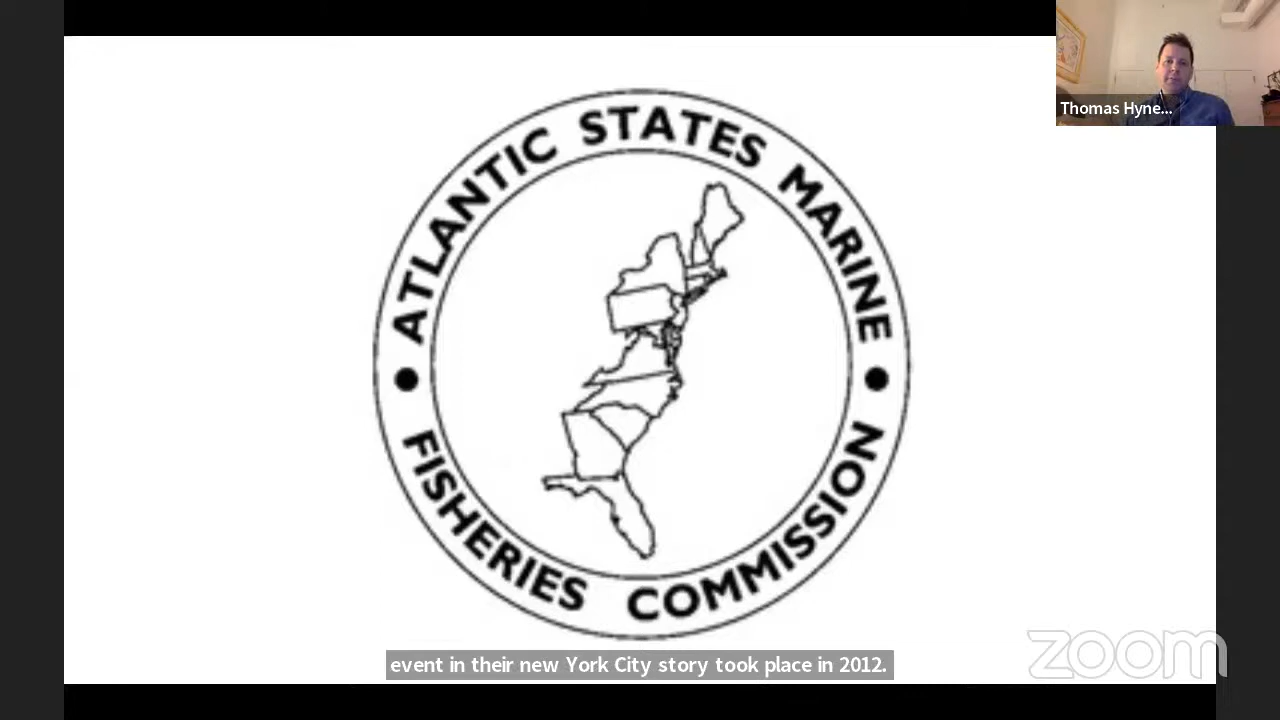 Thomas Hyne...
ATLANTIC STATES MARINE
FISHERIES COMMISSION
event in their new York City story took place in 2012.
zoom